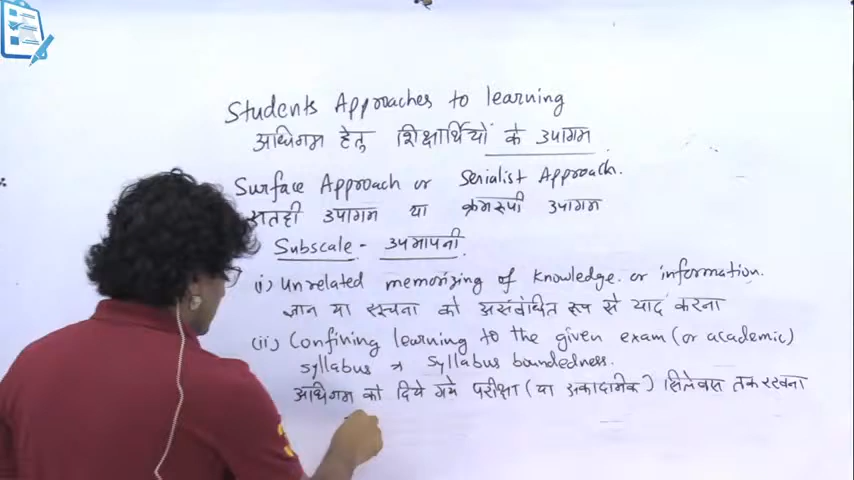 Students Approaches to learning
अधिगम हेतु शिक्षार्थियों के उपागम
Surface Approach or Serialist Approach.
सतही उपागम या क्रमरूपी उपागम
Subscale - उपमापनी
(i) Unrelated memorizing of knowledge. or information.
ज्ञान या सूचना को असंबंधित रूप से याद करना
(ii) Confining learning to the given exam (or academic)
syllabus syllabus boundedness.
अधिगम को दिये गये परीक्षा (या अकादमिक) सिलेबस तक रखना